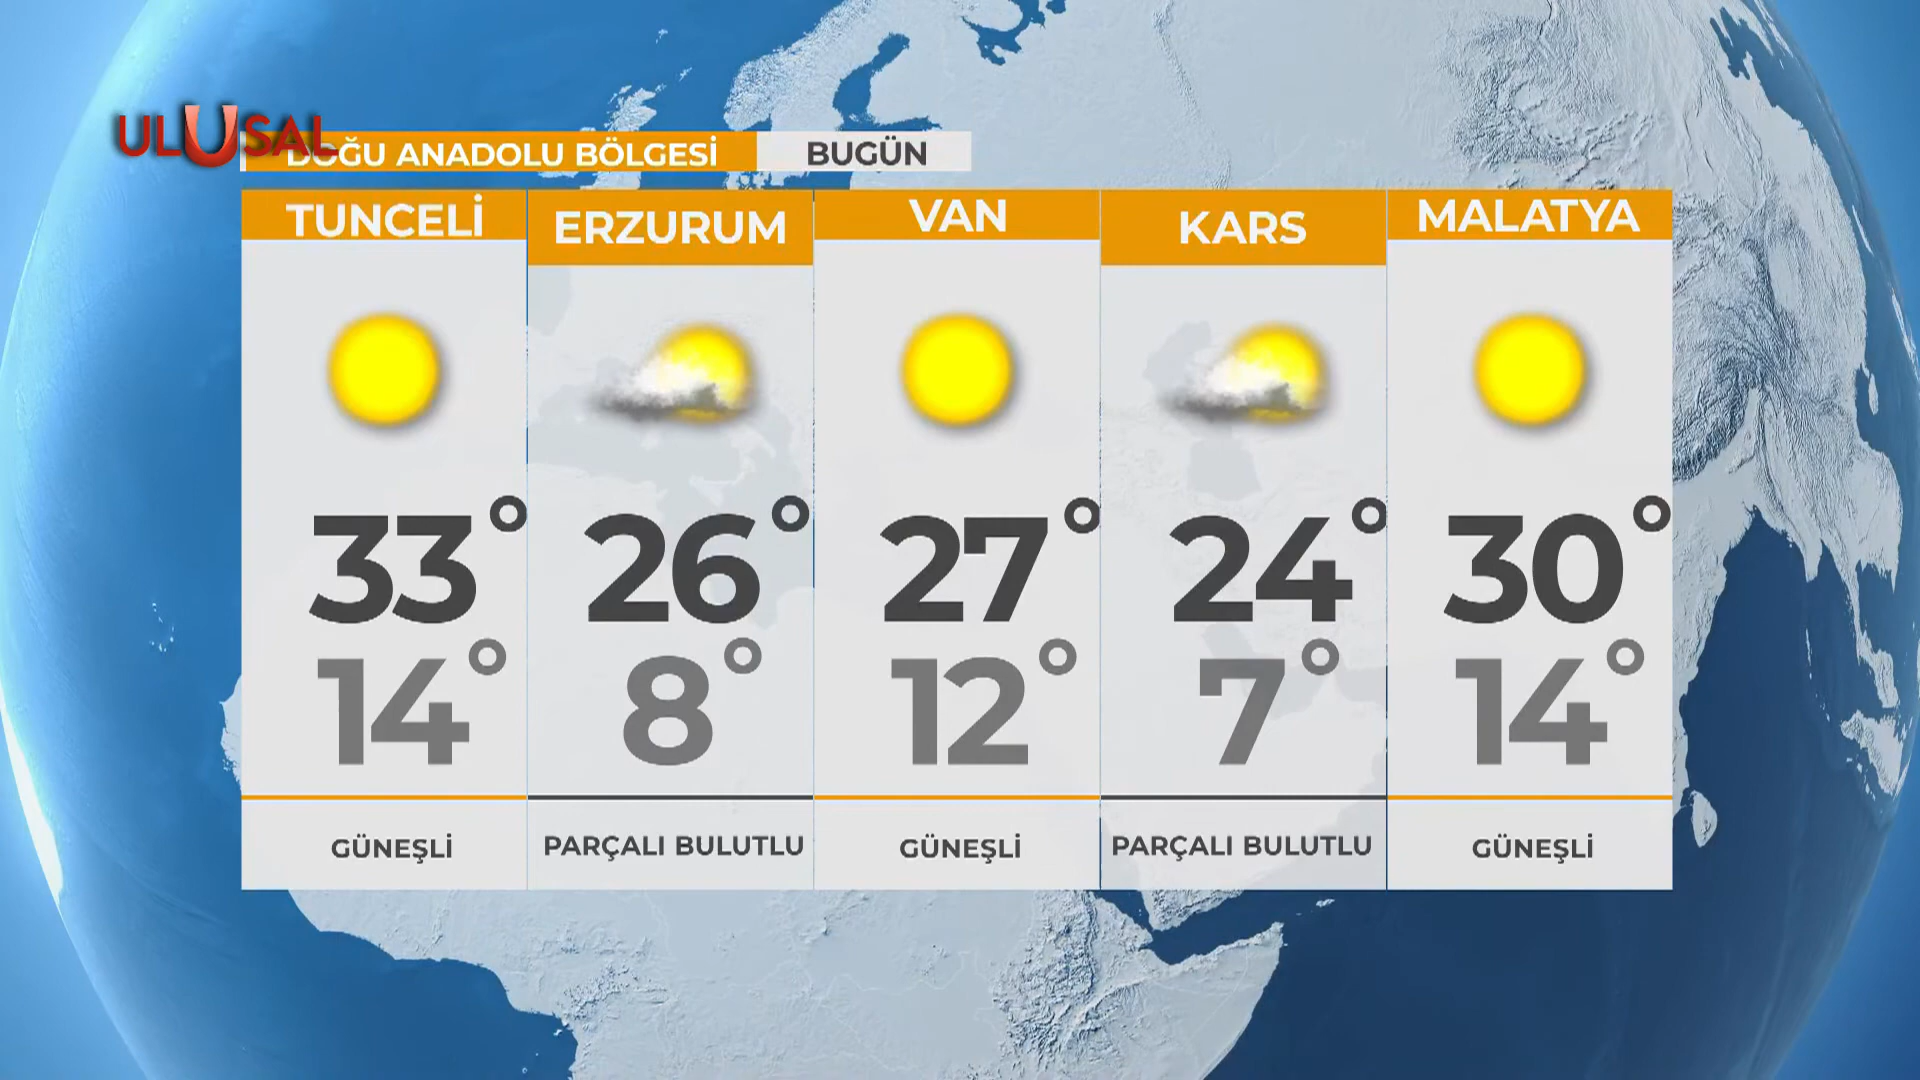 ULUSAL
DOĞU ANADOLU BÖLGESİ BUGÜN
TUNCELİ ERZURUM VAN KARS MALATYA
33° 26° 27° 24° 30°
14° 8° 12° 7° 14°
GÜNEŞLİ PARÇALI BULUTLU GÜNEŞLİ PARÇALI BULUTLU GÜNEŞLİ